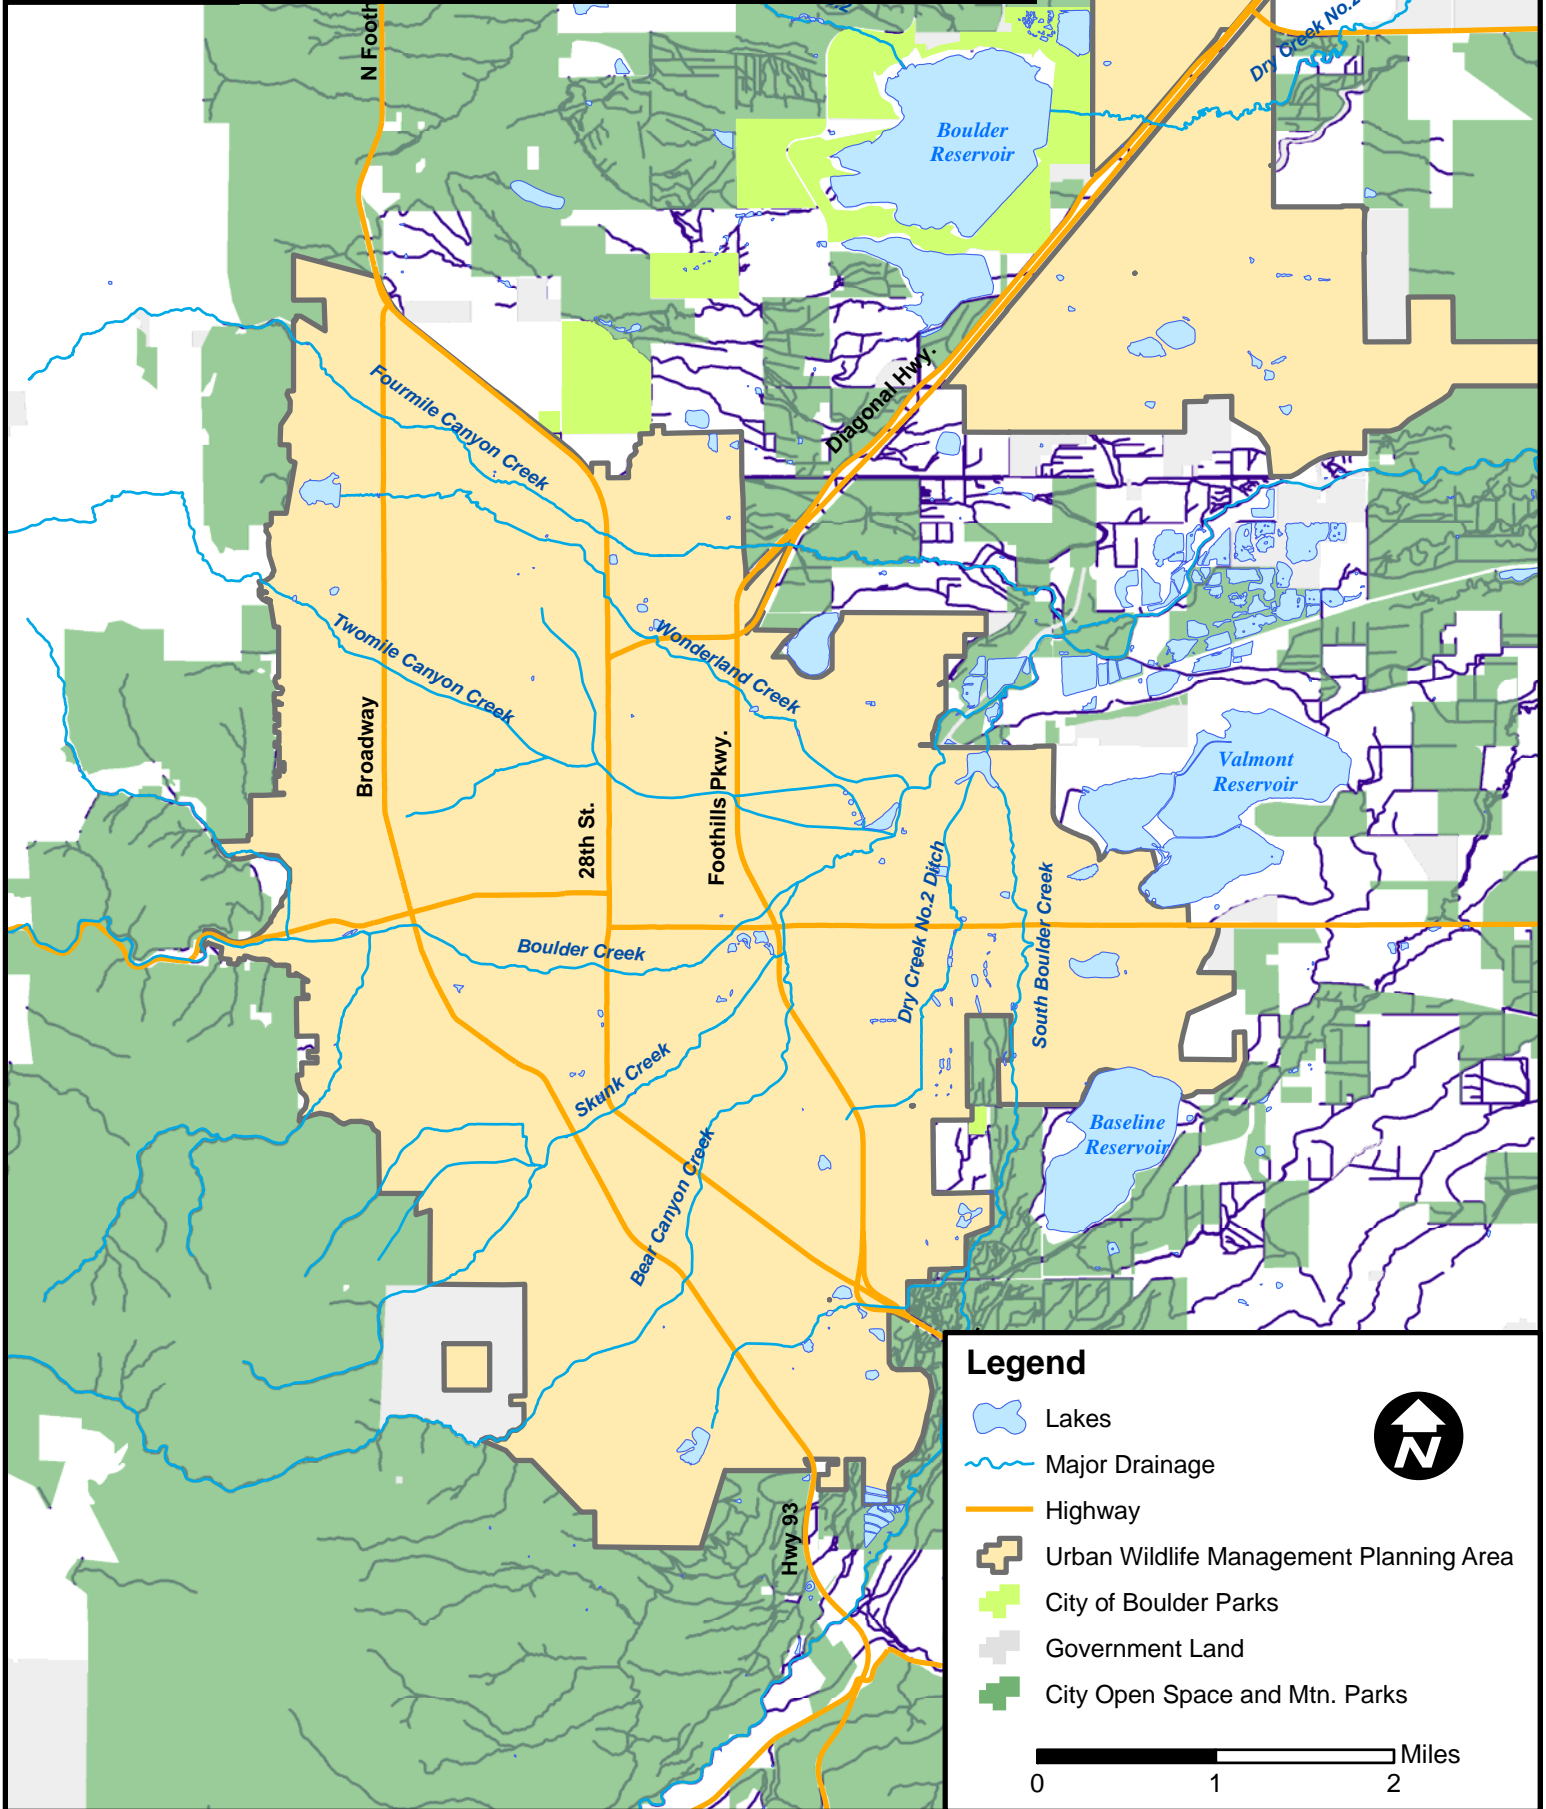 N Footh
Dry Creek No.2
Boulder
Reservoir
Diagonal Hwy.
Fourmile Canyon Creek
Twomile Canyon Creek
Wonderland Creek
Broadway
28th St.
Foothills Pkwy.
Valmont
Reservoir
Dry Creek No.2 Ditch
South Boulder Creek
Boulder Creek
Skunk Creek
Bear Canyon Creek
Baseline
Reservoir
Hwy 93
Legend
Lakes
Major Drainage
Highway
Urban Wildlife Management Planning Area
City of Boulder Parks
Government Land
City Open Space and Mtn. Parks
N
Miles
0 1 2